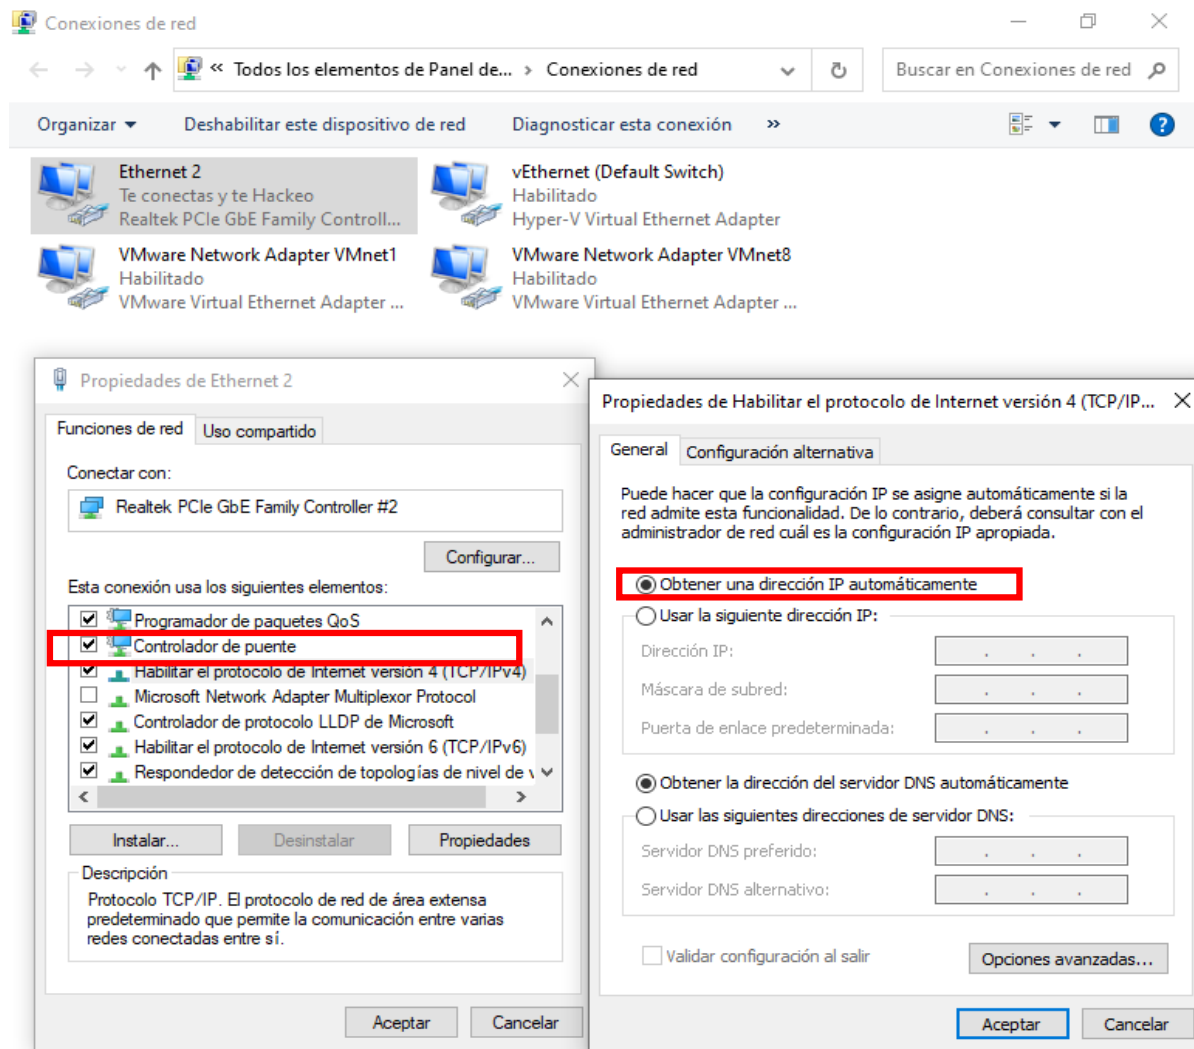 Conexiones de red
« Todos los elementos de Panel de... › Conexiones de red
Buscar en Conexiones de red
Organizar
Deshabilitar este dispositivo de red
Diagnosticar esta conexión
»
Ethernet 2
Te conectas y te Hackeo
Realtek PCIe GbE Family Controll...
vEthernet (Default Switch)
Habilitado
Hyper-V Virtual Ethernet Adapter
VMware Network Adapter VMnet1
Habilitado
VMware Virtual Ethernet Adapter ...
VMware Network Adapter VMnet8
Habilitado
VMware Virtual Ethernet Adapter ...
Propiedades de Ethernet 2
Funciones de red
Uso compartido
Conectar con:
Realtek PCIe GbE Family Controller #2
Configurar...
Esta conexión usa los siguientes elementos:
Programador de paquetes QoS
Controlador de puente
Habilitar el protocolo de Internet versión 4 (TCP/IPv4)
Microsoft Network Adapter Multiplexor Protocol
Controlador de protocolo LLDP de Microsoft
Habilitar el protocolo de Internet versión 6 (TCP/IPv6)
Respondedor de detección de topologías de nivel de v
Instalar...
Desinstalar
Propiedades
Descripción
Protocolo TCP/IP. El protocolo de red de área extensa
predeterminado que permite la comunicación entre varias
redes conectadas entre sí.
Aceptar
Cancelar
Propiedades de Habilitar el protocolo de Internet versión 4 (TCP/IP...
General
Configuración alternativa
Puede hacer que la configuración IP se asigne automáticamente si la
red admite esta funcionalidad. De lo contrario, deberá consultar con el
administrador de red cuál es la configuración IP apropiada.
Obtener una dirección IP automáticamente
Usar la siguiente dirección IP:
Dirección IP:
Máscara de subred:
Puerta de enlace predeterminada:
Obtener la dirección del servidor DNS automáticamente
Usar las siguientes direcciones de servidor DNS:
Servidor DNS preferido:
Servidor DNS alternativo:
Validar configuración al salir
Opciones avanzadas...
Aceptar
Cancelar